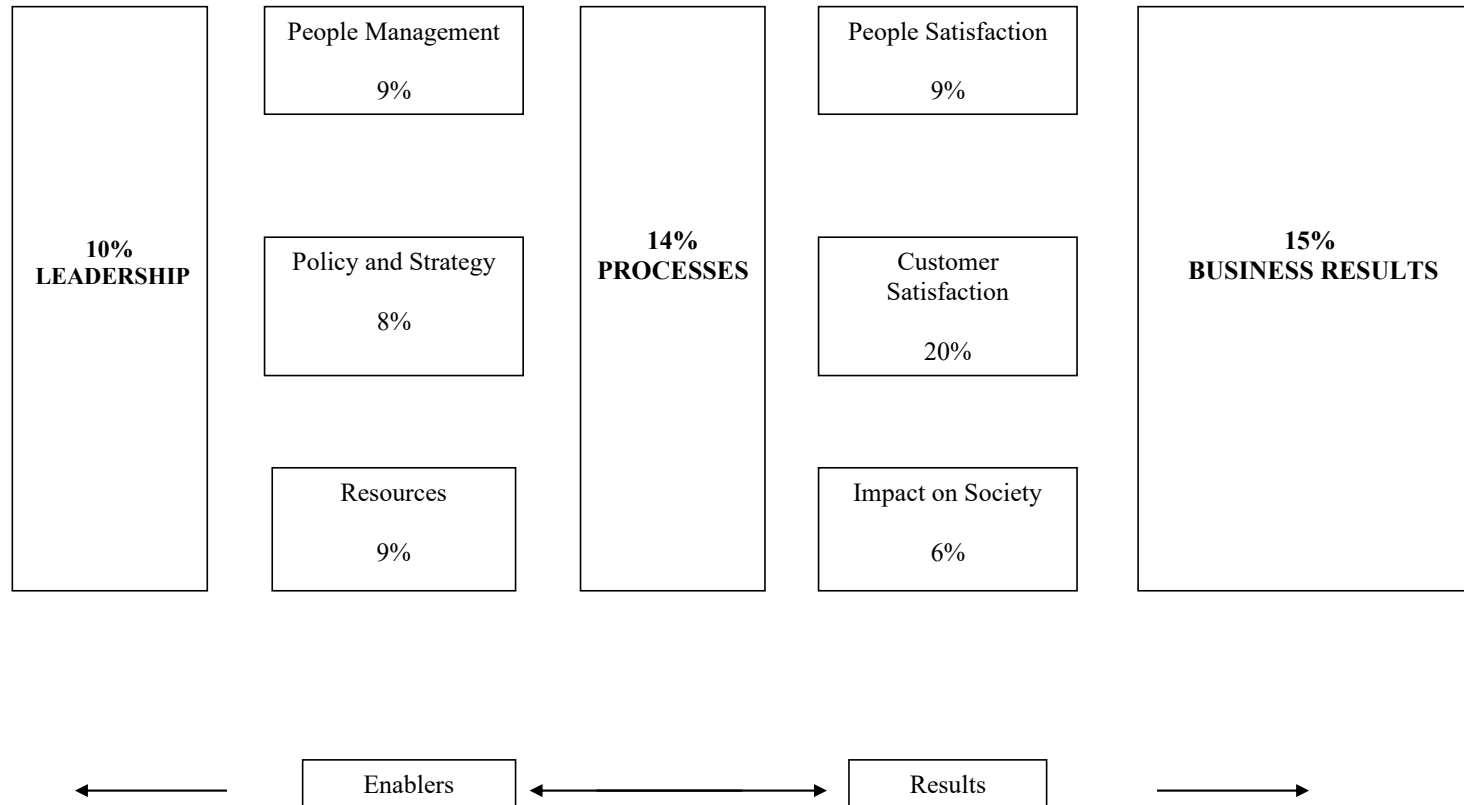 People Management
9%
People Satisfaction
9%
10%
LEADERSHIP
Policy and Strategy
8%
14%
PROCESSES
Customer
Satisfaction
20%
15%
BUSINESS RESULTS
Resources
9%
Impact on Society
6%
Enablers
Results